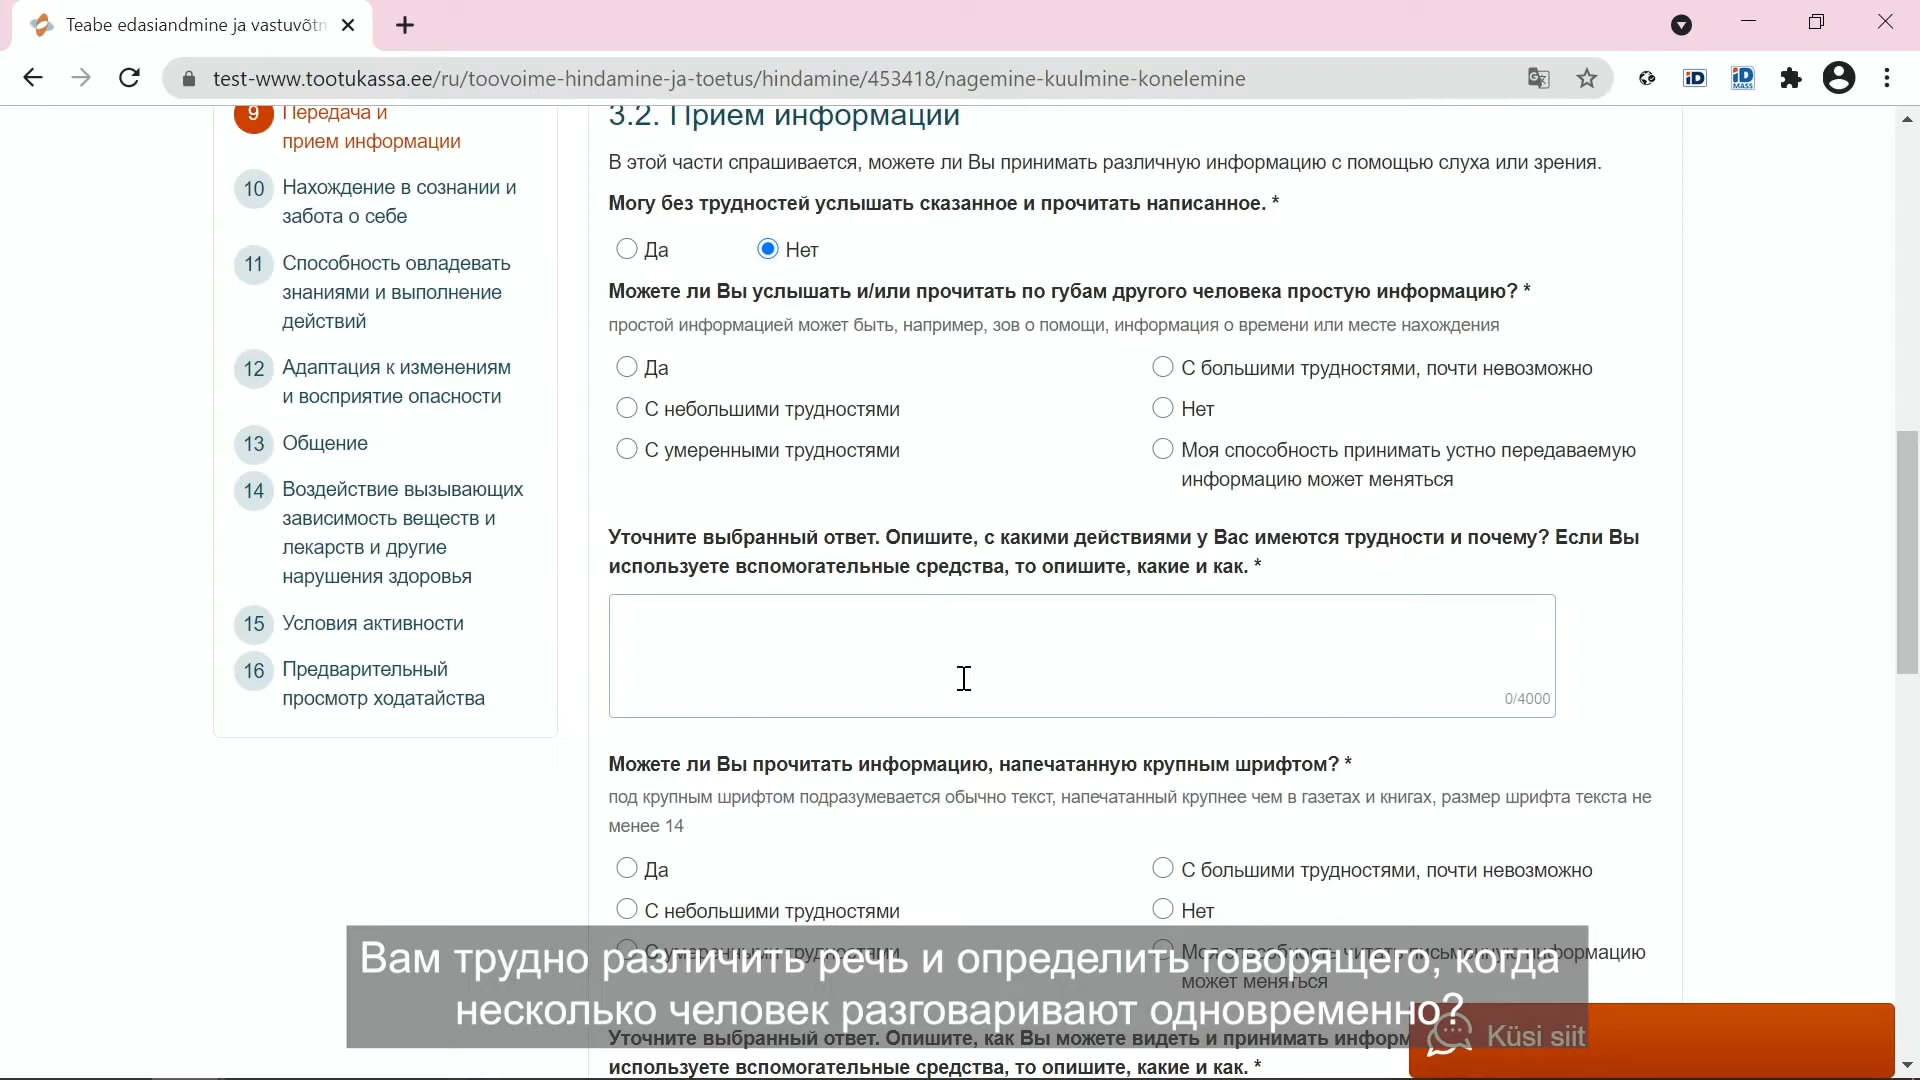 Teabe edasiandmine ja vastuvõtn
test-www.tootukassa.ee/ru/toovoime-hindamine-ja-toetus/hindamine/453418/nagemine-kuulmine-konelemine
iD
iD
MASS
9 Передача и
прием информации
10 Нахождение в сознании и
забота о себе
11 Способность овладевать
знаниями и выполнение
действий
12 Адаптация к изменениям
и восприятие опасности
13 Общение
14 Воздействие вызывающих
зависимость веществ и
лекарств и другие
нарушения здоровья
15 Условия активности
16 Предварительный
просмотр ходатайства
3.2. Прием информации
В этой части спрашивается, можете ли Вы принимать различную информацию с помощью слуха или зрения.
Могу без трудностей услышать сказанное и прочитать написанное. *
Да Нет
Можете ли Вы услышать и/или прочитать по губам другого человека простую информацию? *
простой информацией может быть, например, зов о помощи, информация о времени или месте нахождения
Да С большими трудностями, почти невозможно
С небольшими трудностями Нет
С умеренными трудностями Моя способность принимать устно передаваемую
информацию может меняться
Уточните выбранный ответ. Опишите, с какими действиями у Вас имеются трудности и почему? Если Вы
используете вспомогательные средства, то опишите, какие и как. *
0/4000
Можете ли Вы прочитать информацию, напечатанную крупным шрифтом? *
под крупным шрифтом подразумевается обычно текст, напечатанный крупнее чем в газетах и книгах, размер шрифта текста не
менее 14
Да С большими трудностями, почти невозможно
С небольшими трудностями Нет
С умеренными трудностями Моя способность читать письменную информацию
может меняться
Вам трудно различить речь и определить говорящего, когда
несколько человек разговаривают одновременно?
Уточните выбранный ответ. Опишите, как Вы можете видеть и принимать
используете вспомогательные средства, то опишите, какие и как. *
Küsi siit